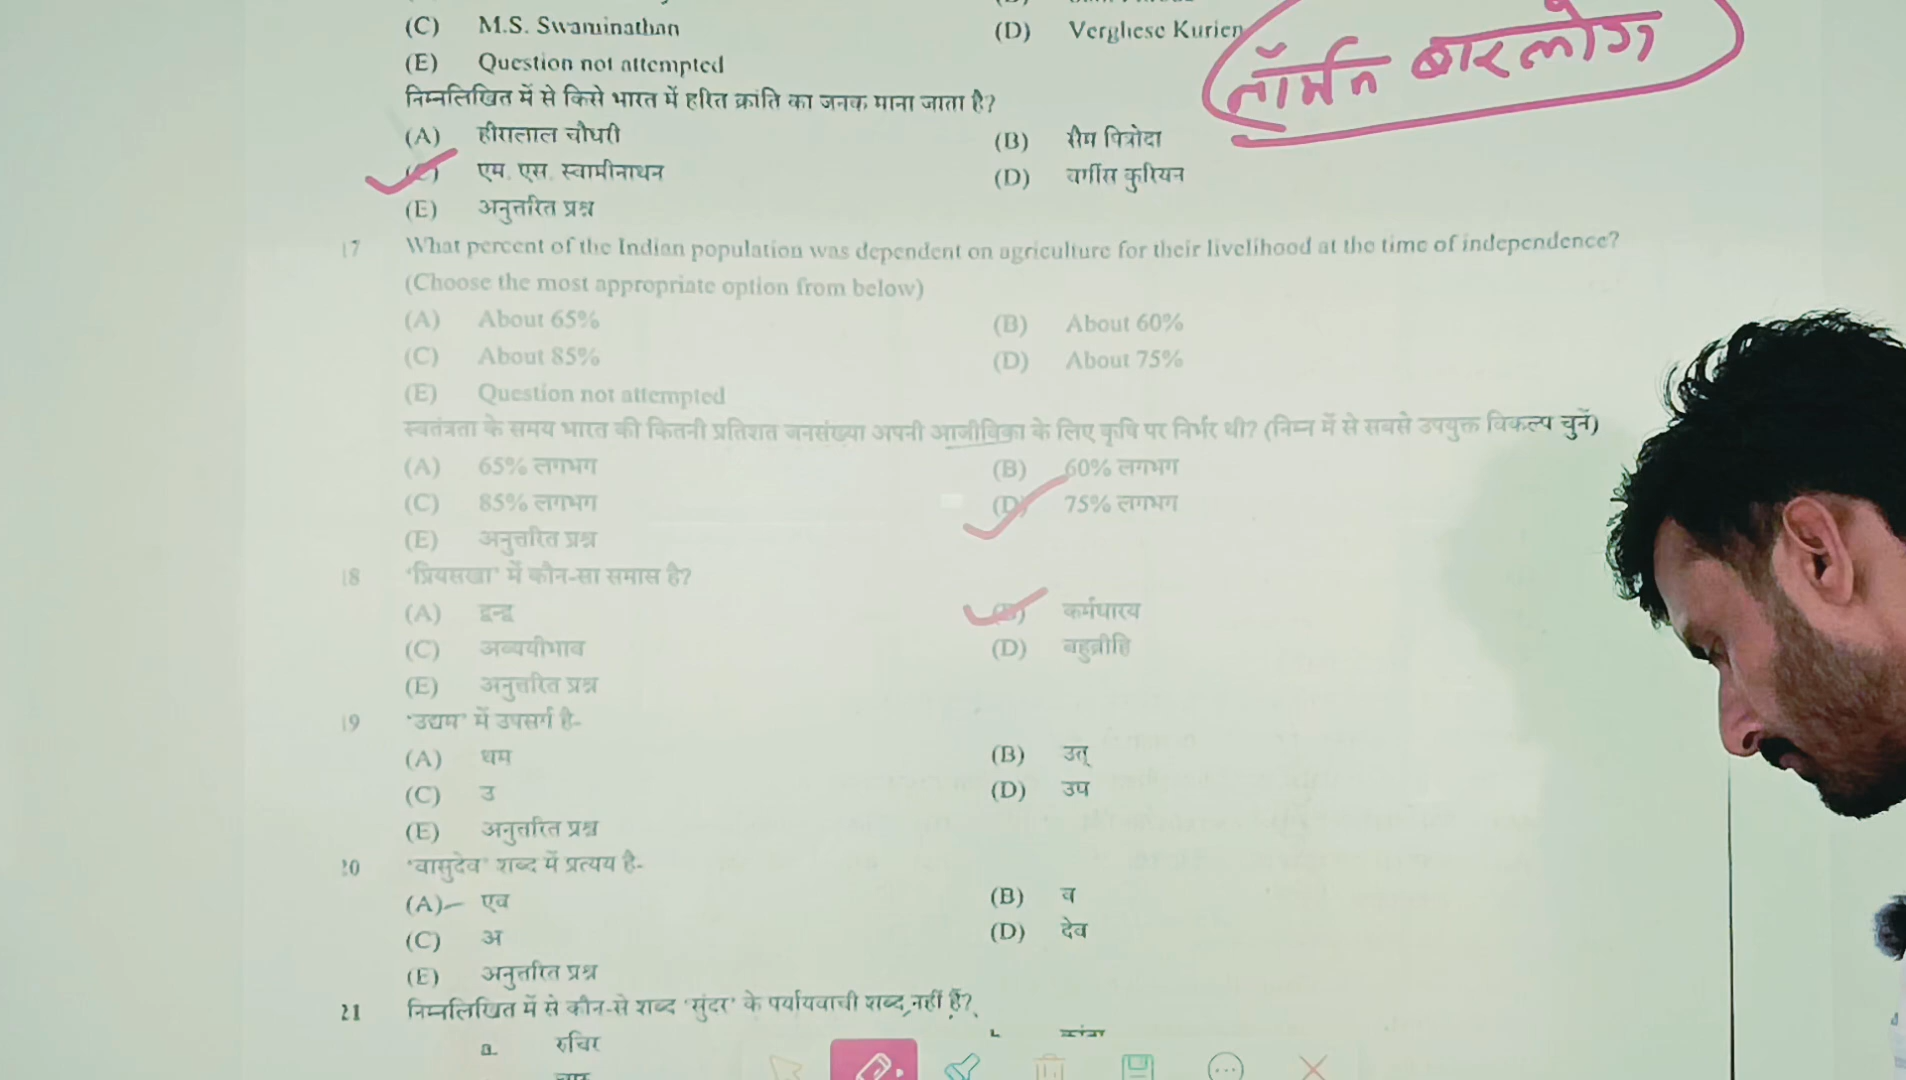 (C) M.S. Swaminathan (D) Verghese Kurien
(E) Question not attempted
नॉर्मन बारलोग
निम्नलिखित में से किसे भारत में हरित क्रांति का जनक माना जाता है?
(A) हीरालाल चौधरी (B) सैम पित्रोदा
(C) एम. एस. स्वामीनाथन (D) वर्गीस कुरियन
(E) अनुत्तरित प्रश्न
17 What percent of the Indian population was dependent on agriculture for their livelihood at the time of independence?
(Choose the most appropriate option from below)
(A) About 65% (B) About 60%
(C) About 85% (D) About 75%
(E) Question not attempted
स्वतंत्रता के समय भारत की कितनी प्रतिशत जनसंख्या अपनी आजीविका के लिए कृषि पर निर्भर थी? (निम्न में से सबसे उपयुक्त विकल्प चुनें)
(A) 65% लगभग (B) 60% लगभग
(C) 85% लगभग (D) 75% लगभग
(E) अनुत्तरित प्रश्न
18 'प्रियसखा' में कौन-सा समास है?
(A) द्वन्द्व (B) कर्मधारय
(C) अव्ययीभाव (D) बहुव्रीहि
(E) अनुत्तरित प्रश्न
19 'उद्यम' में उपसर्ग है-
(A) धम (B) उत्
(C) उ (D) उप
(E) अनुत्तरित प्रश्न
20 'वासुदेव' शब्द में प्रत्यय है-
(A) एव (B) व
(C) अ (D) देव
(E) अनुत्तरित प्रश्न
21 निम्नलिखित में से कौन-से शब्द 'सुंदर' के पर्यायवाची शब्द नहीं हैं?
a. रुचिर